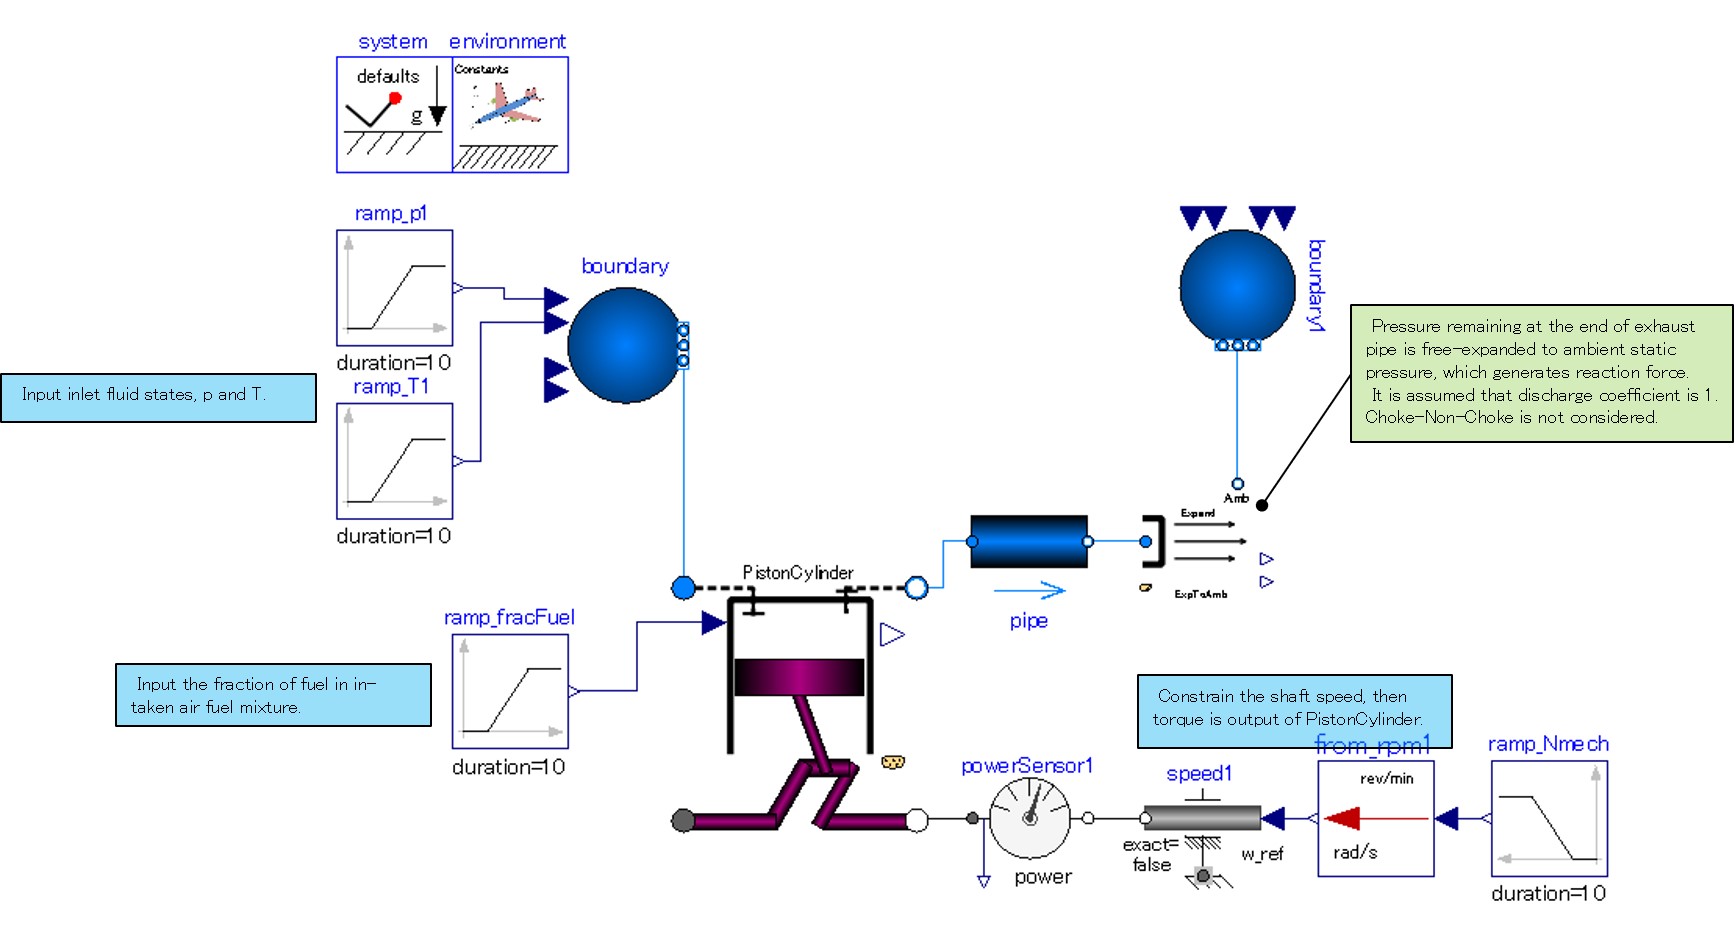 system environment
defaults
g
Constants
ramp_p1
duration=10
boundary
boundary1
Pressure remaining at the end of exhaust
pipe is free-expanded to ambient static
pressure, which generates reaction force.
It is assumed that discharge coefficient is 1.
Choke-Non-Choke is not considered.
ramp_T1
duration=10
Input inlet fluid states, p and T.
Amb
Expand
ExpToAmb
pipe
PistonCylinder
ramp_fracFuel
duration=10
Input the fraction of fuel in in-
taken air fuel mixture.
Constrain the shaft speed, then
torque is output of PistonCylinder.
powerSensor1
power
speed1
exact=
false
w_ref
from_rpm1
rev/min
rad/s
ramp_Nmech
duration=10